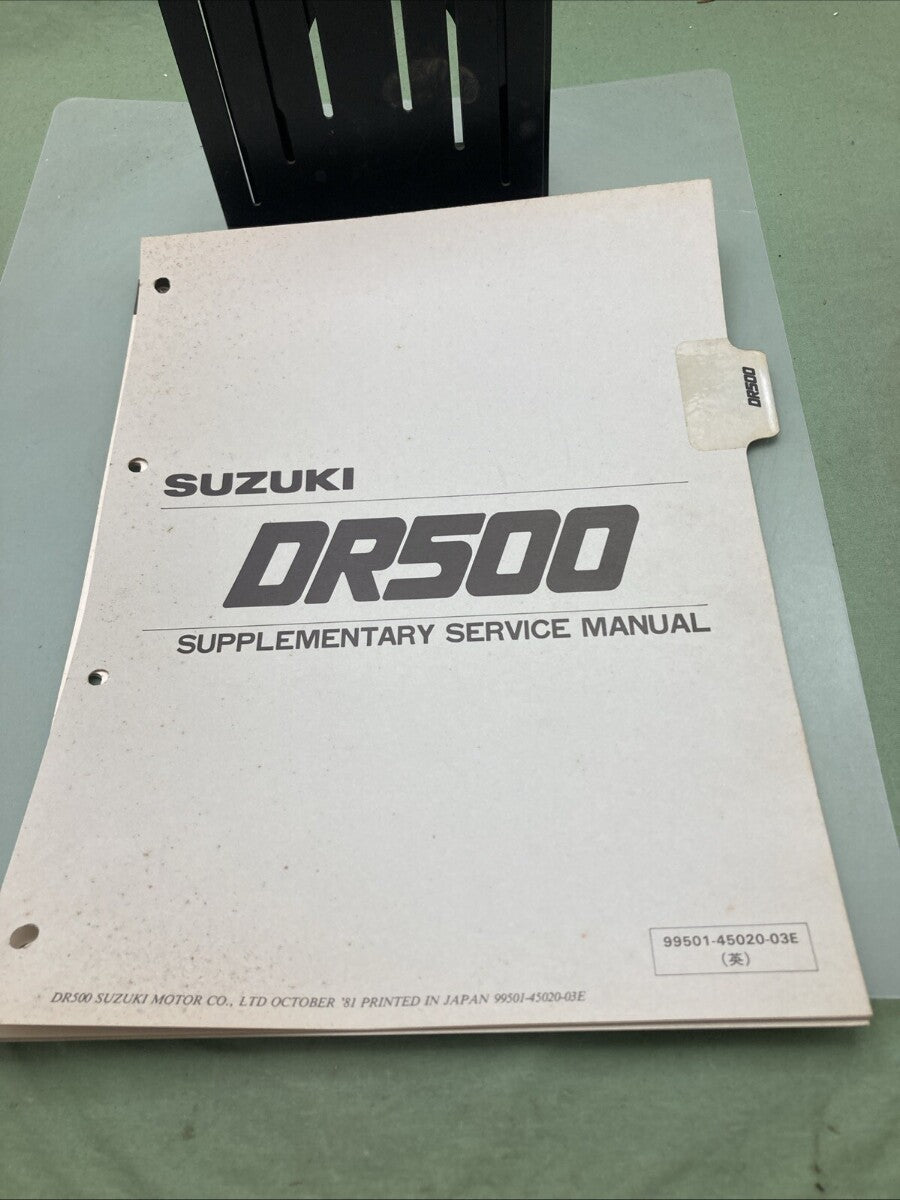 DR500
SUZUKI
DR500
SUPPLEMENTARY SERVICE MANUAL
99501-45020-03E
(英)
DR500 SUZUKI MOTOR CO., LTD OCTOBER '81 PRINTED IN JAPAN 99501-45020-03E